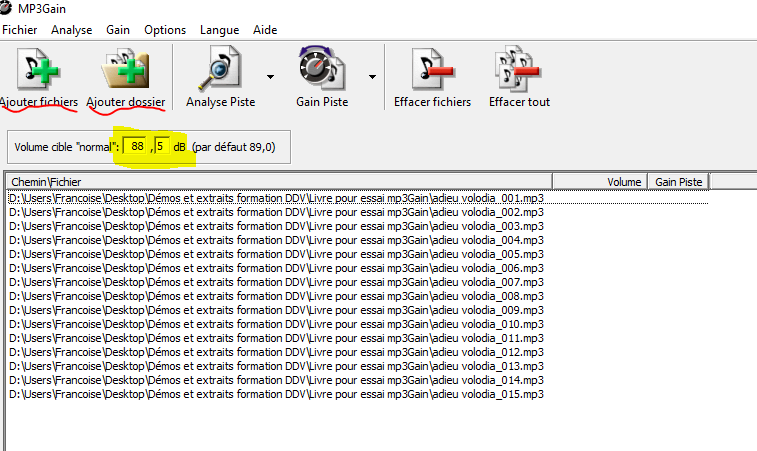 MP3Gain
Fichier Analyse Gain Options Langue Aide
Ajouter fichiers Ajouter dossier Analyse Piste Gain Piste Effacer fichiers Effacer tout
Volume cible "normal": 88 ,5 dB (par défaut 89,0)
Chemin\Fichier Volume Gain Piste
D:\Users\Francoise\Desktop\Démos et extraits formation DDV\Livre pour essai mp3Gain\adieu volodia_001.mp3
D:\Users\Francoise\Desktop\Démos et extraits formation DDV\Livre pour essai mp3Gain\adieu volodia_002.mp3
D:\Users\Francoise\Desktop\Démos et extraits formation DDV\Livre pour essai mp3Gain\adieu volodia_003.mp3
D:\Users\Francoise\Desktop\Démos et extraits formation DDV\Livre pour essai mp3Gain\adieu volodia_004.mp3
D:\Users\Francoise\Desktop\Démos et extraits formation DDV\Livre pour essai mp3Gain\adieu volodia_005.mp3
D:\Users\Francoise\Desktop\Démos et extraits formation DDV\Livre pour essai mp3Gain\adieu volodia_006.mp3
D:\Users\Francoise\Desktop\Démos et extraits formation DDV\Livre pour essai mp3Gain\adieu volodia_007.mp3
D:\Users\Francoise\Desktop\Démos et extraits formation DDV\Livre pour essai mp3Gain\adieu volodia_008.mp3
D:\Users\Francoise\Desktop\Démos et extraits formation DDV\Livre pour essai mp3Gain\adieu volodia_009.mp3
D:\Users\Francoise\Desktop\Démos et extraits formation DDV\Livre pour essai mp3Gain\adieu volodia_010.mp3
D:\Users\Francoise\Desktop\Démos et extraits formation DDV\Livre pour essai mp3Gain\adieu volodia_011.mp3
D:\Users\Francoise\Desktop\Démos et extraits formation DDV\Livre pour essai mp3Gain\adieu volodia_012.mp3
D:\Users\Francoise\Desktop\Démos et extraits formation DDV\Livre pour essai mp3Gain\adieu volodia_013.mp3
D:\Users\Francoise\Desktop\Démos et extraits formation DDV\Livre pour essai mp3Gain\adieu volodia_014.mp3
D:\Users\Francoise\Desktop\Démos et extraits formation DDV\Livre pour essai mp3Gain\adieu volodia_015.mp3